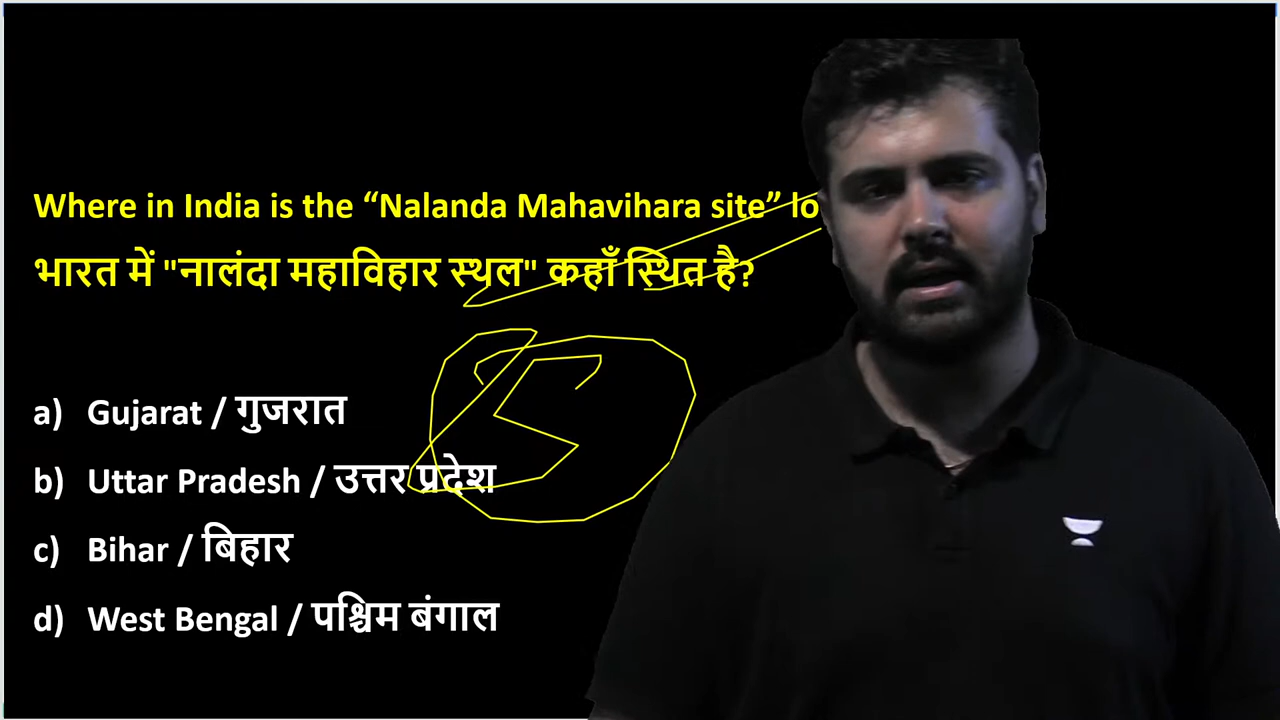 Where in India is the “Nalanda Mahavihara site” lo
भारत में "नालंदा महाविहार स्थल" कहाँ स्थित है?
a) Gujarat / गुजरात
b) Uttar Pradesh / उत्तर प्रदेश
c) Bihar / बिहार
d) West Bengal / पश्चिम बंगाल